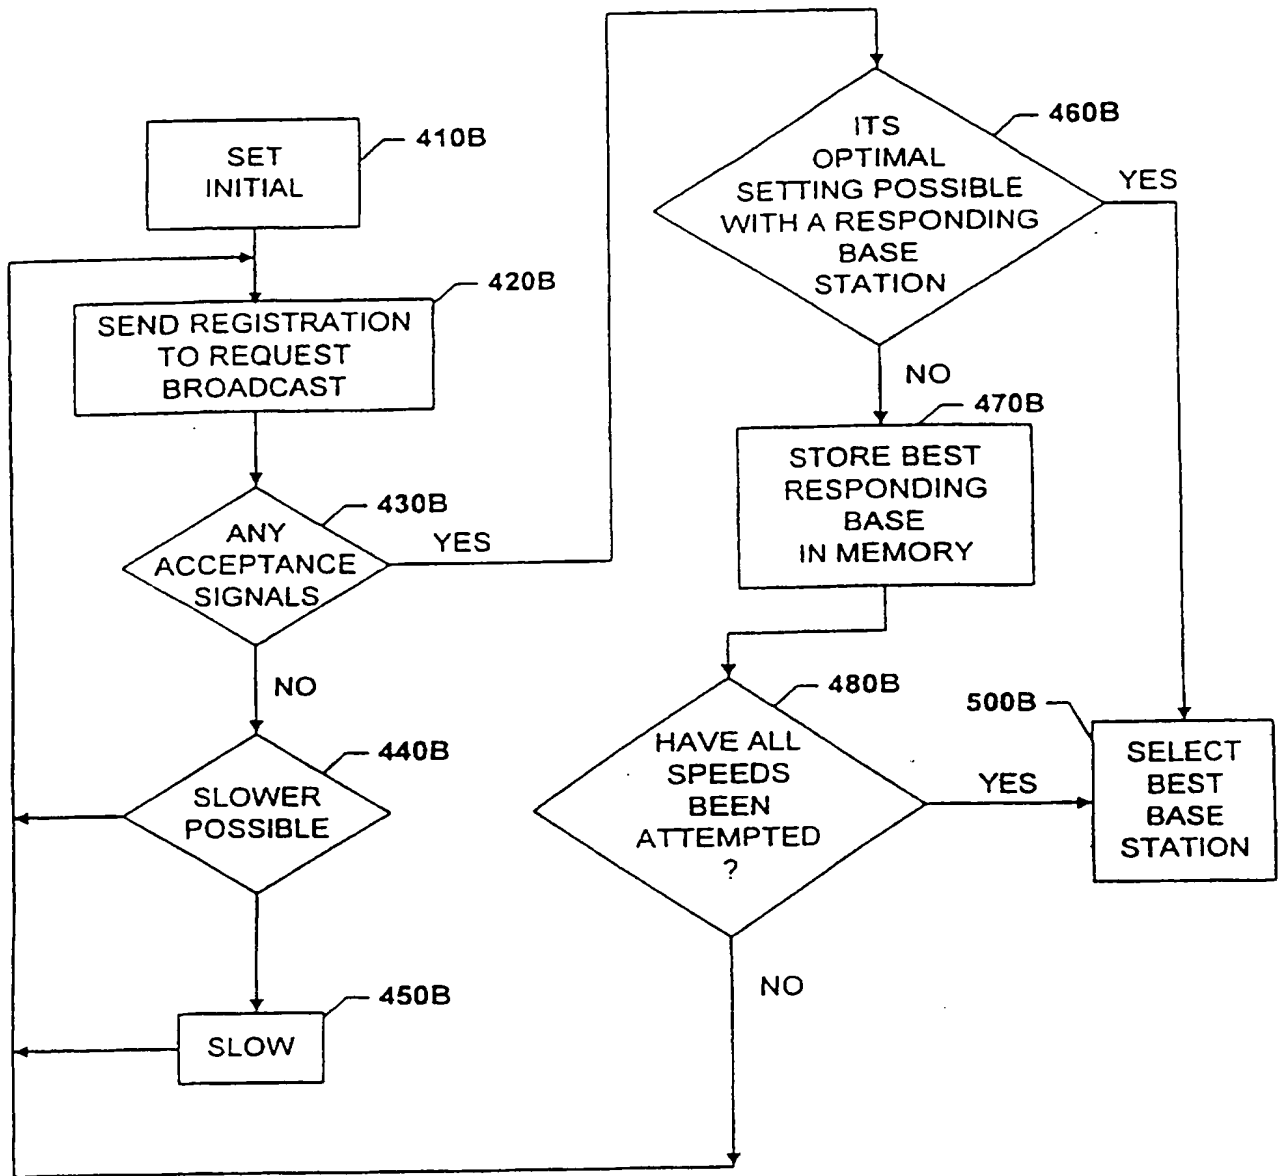 410B
SET
INITIAL
420B
SEND REGISTRATION
TO REQUEST
BROADCAST
430B
ANY
ACCEPTANCE
SIGNALS
YES
NO
440B
SLOWER
POSSIBLE
450B
SLOW
460B
ITS
OPTIMAL
SETTING POSSIBLE
WITH A RESPONDING
BASE
STATION
YES
NO
470B
STORE BEST
RESPONDING
BASE
IN MEMORY
480B
HAVE ALL
SPEEDS
BEEN
ATTEMPTED
?
YES
NO
500B
SELECT
BEST
BASE
STATION